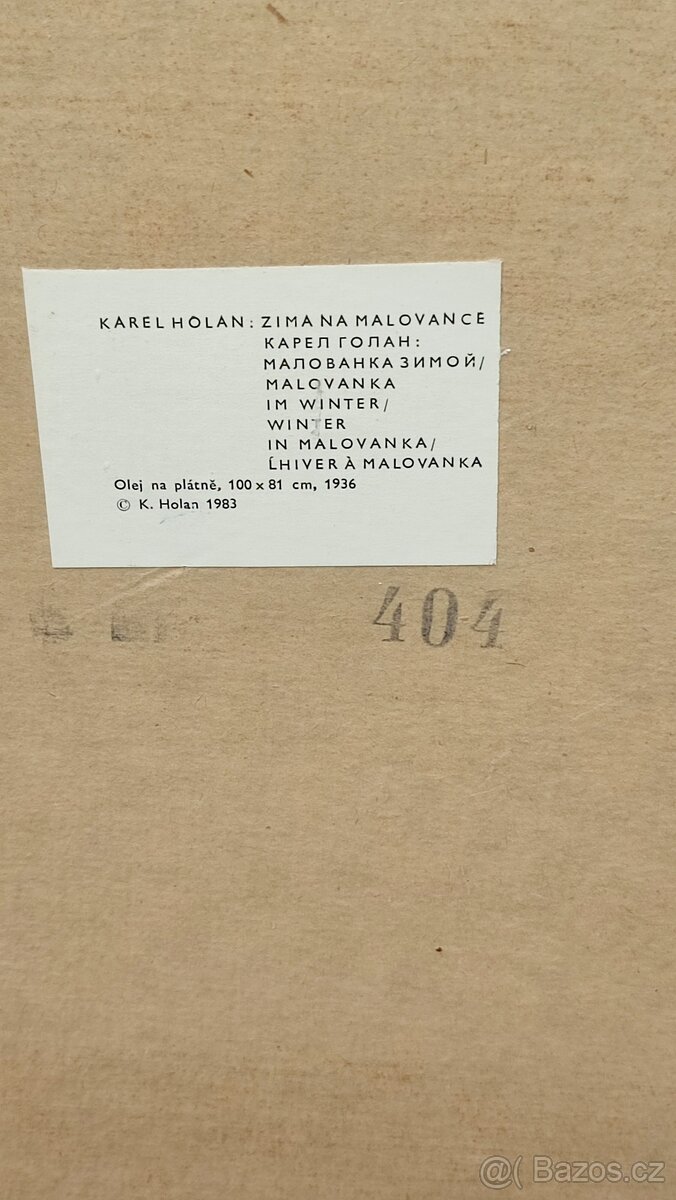 KAREL HOLAN: ZIMA NA MALOVANCE
КАРЕЛ ГОЛАН:
МАЛОВАНКА ЗИМОЙ/
MALOVANKA
IM WINTER/
WINTER
IN MALOVANKA/
ĹHIVER À MALOVANKA
Olej na plátně, 100 x 81 cm, 1936
© K. Holan 1983
404
@( Bazos.cz